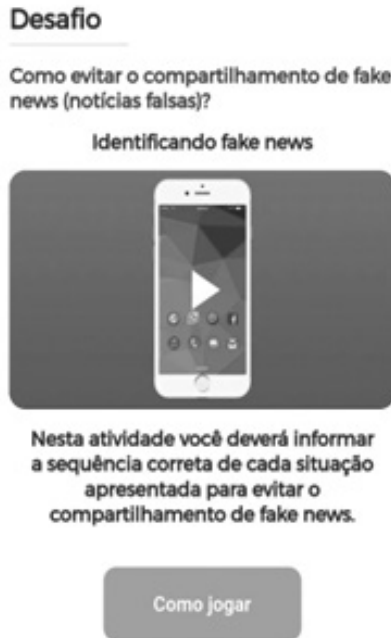 Desafio
Como evitar o compartilhamento de fake
news (notícias falsas)?
Identificando fake news
Nesta atividade você deverá informar
a sequência correta de cada situação
apresentada para evitar o
compartilhamento de fake news.
Como jogar